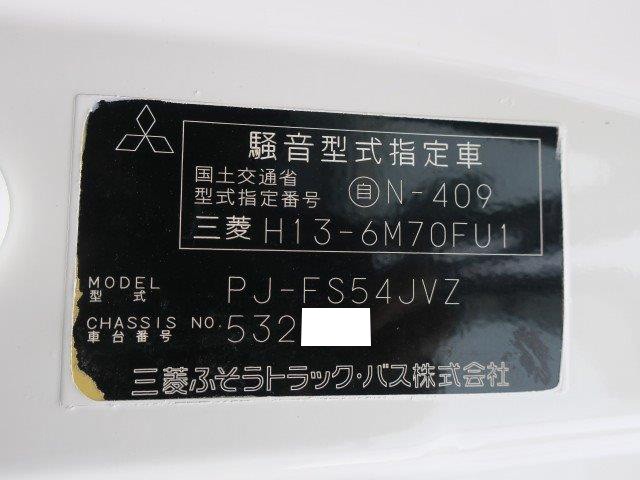 騒音型式指定車
国土交通省
型式指定番号 自N-409
三菱 H13-6M70FU1
MODEL
型式 PJ-FS54JVZ
CHASSIS NO.
車台番号 532
三菱ふそうトラック・バス株式会社